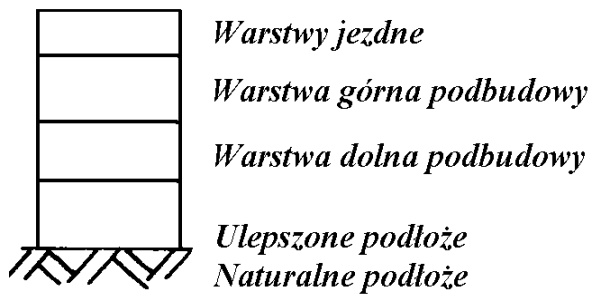 Warstwy jezdne
Warstwa górna podbudowy
Warstwa dolna podbudowy
Ulepszone podłoże
Naturalne podłoże